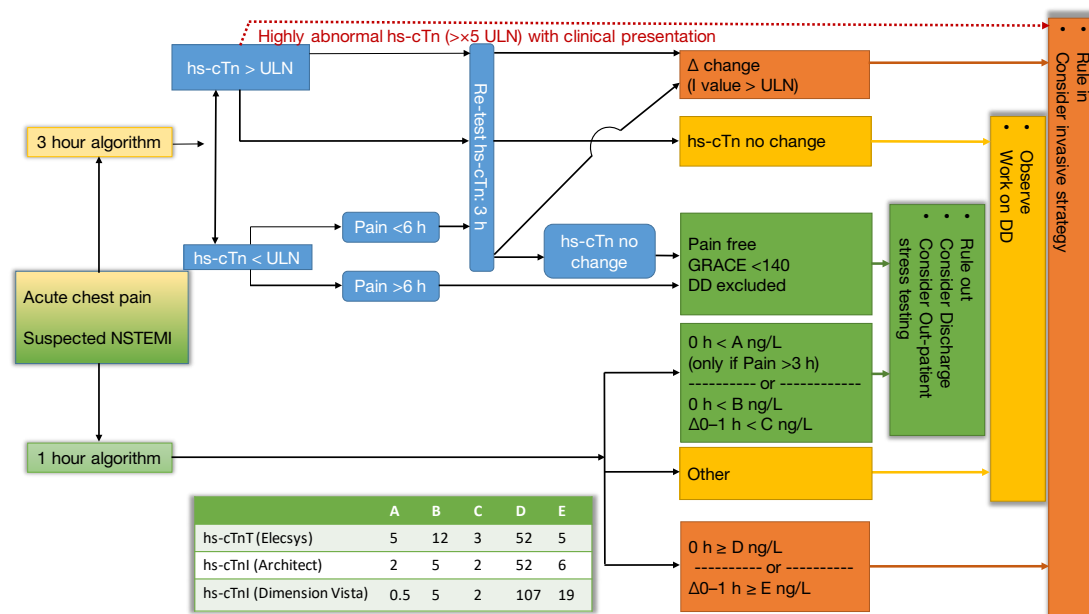 Highly abnormal hs-cTn (>×5 ULN) with clinical presentation
hs-cTn > ULN
Re-test hs-cTn: 3 h
Δ change
(I value > ULN)
3 hour algorithm
hs-cTn no change
Pain <6 h
hs-cTn < ULN
Pain >6 h
hs-cTn no
change
Pain free
GRACE <140
DD excluded
Acute chest pain
Suspected NSTEMI
0 h < A ng/L
(only if Pain >3 h)
---------- or ------------
0 h < B ng/L
Δ0–1 h < C ng/L
1 hour algorithm
Other
0 h ≥ D ng/L
---------- or ----------
Δ0–1 h ≥ E ng/L
• Rule out
• Consider Discharge
• Consider Out-patient
stress testing
• Observe
• Work on DD
• Rule in
• Consider invasive strategy
A B C D E
hs-cTnT (Elecsys) 5 12 3 52 5
hs-cTnI (Architect) 2 5 2 52 6
hs-cTnI (Dimension Vista) 0.5 5 2 107 19